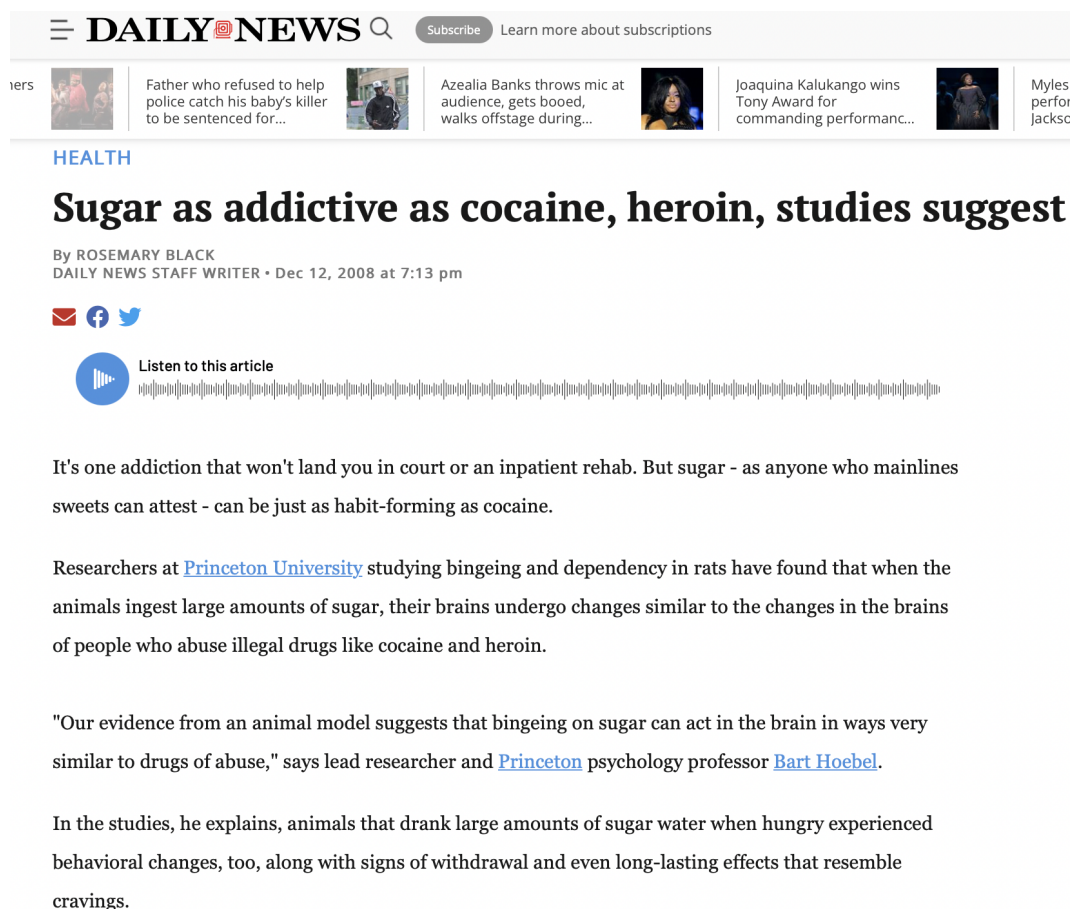 DAILY NEWS
Subscribe
Learn more about subscriptions
ners
Father who refused to help
police catch his baby's killer
to be sentenced for...
Azealia Banks throws mic at
audience, gets booed,
walks offstage during...
Joaquina Kalukango wins
Tony Award for
commanding performanc...
Myles
perfor
Jackso
HEALTH
Sugar as addictive as cocaine, heroin, studies suggest
By ROSEMARY BLACK
DAILY NEWS STAFF WRITER • Dec 12, 2008 at 7:13 pm
Listen to this article
It's one addiction that won't land you in court or an inpatient rehab. But sugar - as anyone who mainlines
sweets can attest - can be just as habit-forming as cocaine.
Researchers at Princeton University studying bingeing and dependency in rats have found that when the
animals ingest large amounts of sugar, their brains undergo changes similar to the changes in the brains
of people who abuse illegal drugs like cocaine and heroin.
"Our evidence from an animal model suggests that bingeing on sugar can act in the brain in ways very
similar to drugs of abuse," says lead researcher and Princeton psychology professor Bart Hoebel.
In the studies, he explains, animals that drank large amounts of sugar water when hungry experienced
behavioral changes, too, along with signs of withdrawal and even long-lasting effects that resemble
cravings.